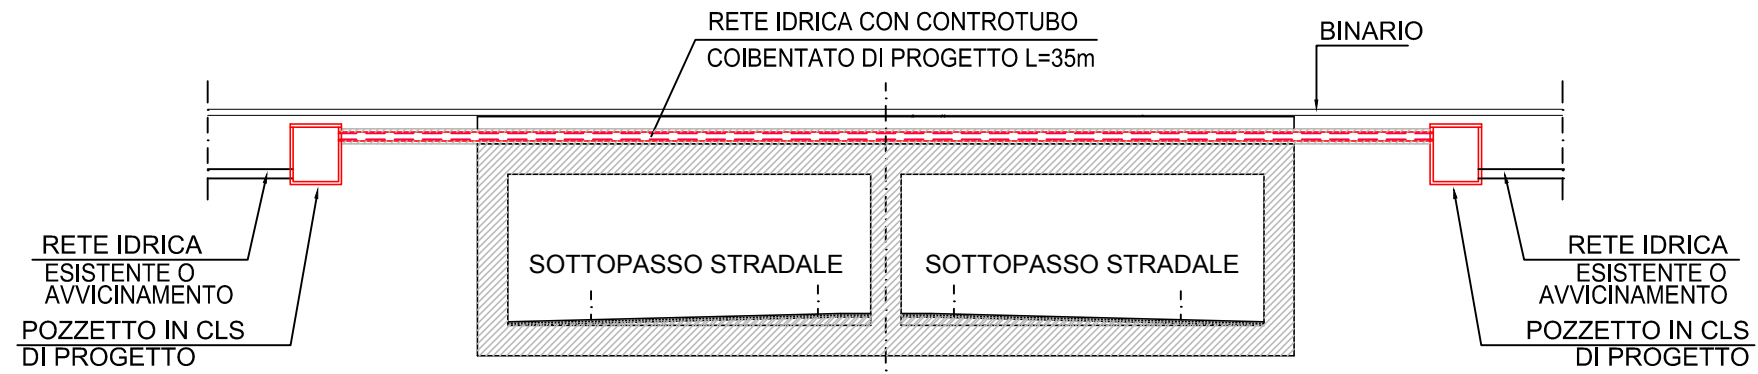 RETE IDRICA CON CONTROTUBO
COIBENTATO DI PROGETTO L=35m
BINARIO
RETE IDRICA
ESISTENTE O
AVVICINAMENTO
POZZETTO IN CLS
DI PROGETTO
SOTTOPASSO STRADALE
SOTTOPASSO STRADALE
RETE IDRICA
ESISTENTE O
AVVICINAMENTO
POZZETTO IN CLS
DI PROGETTO